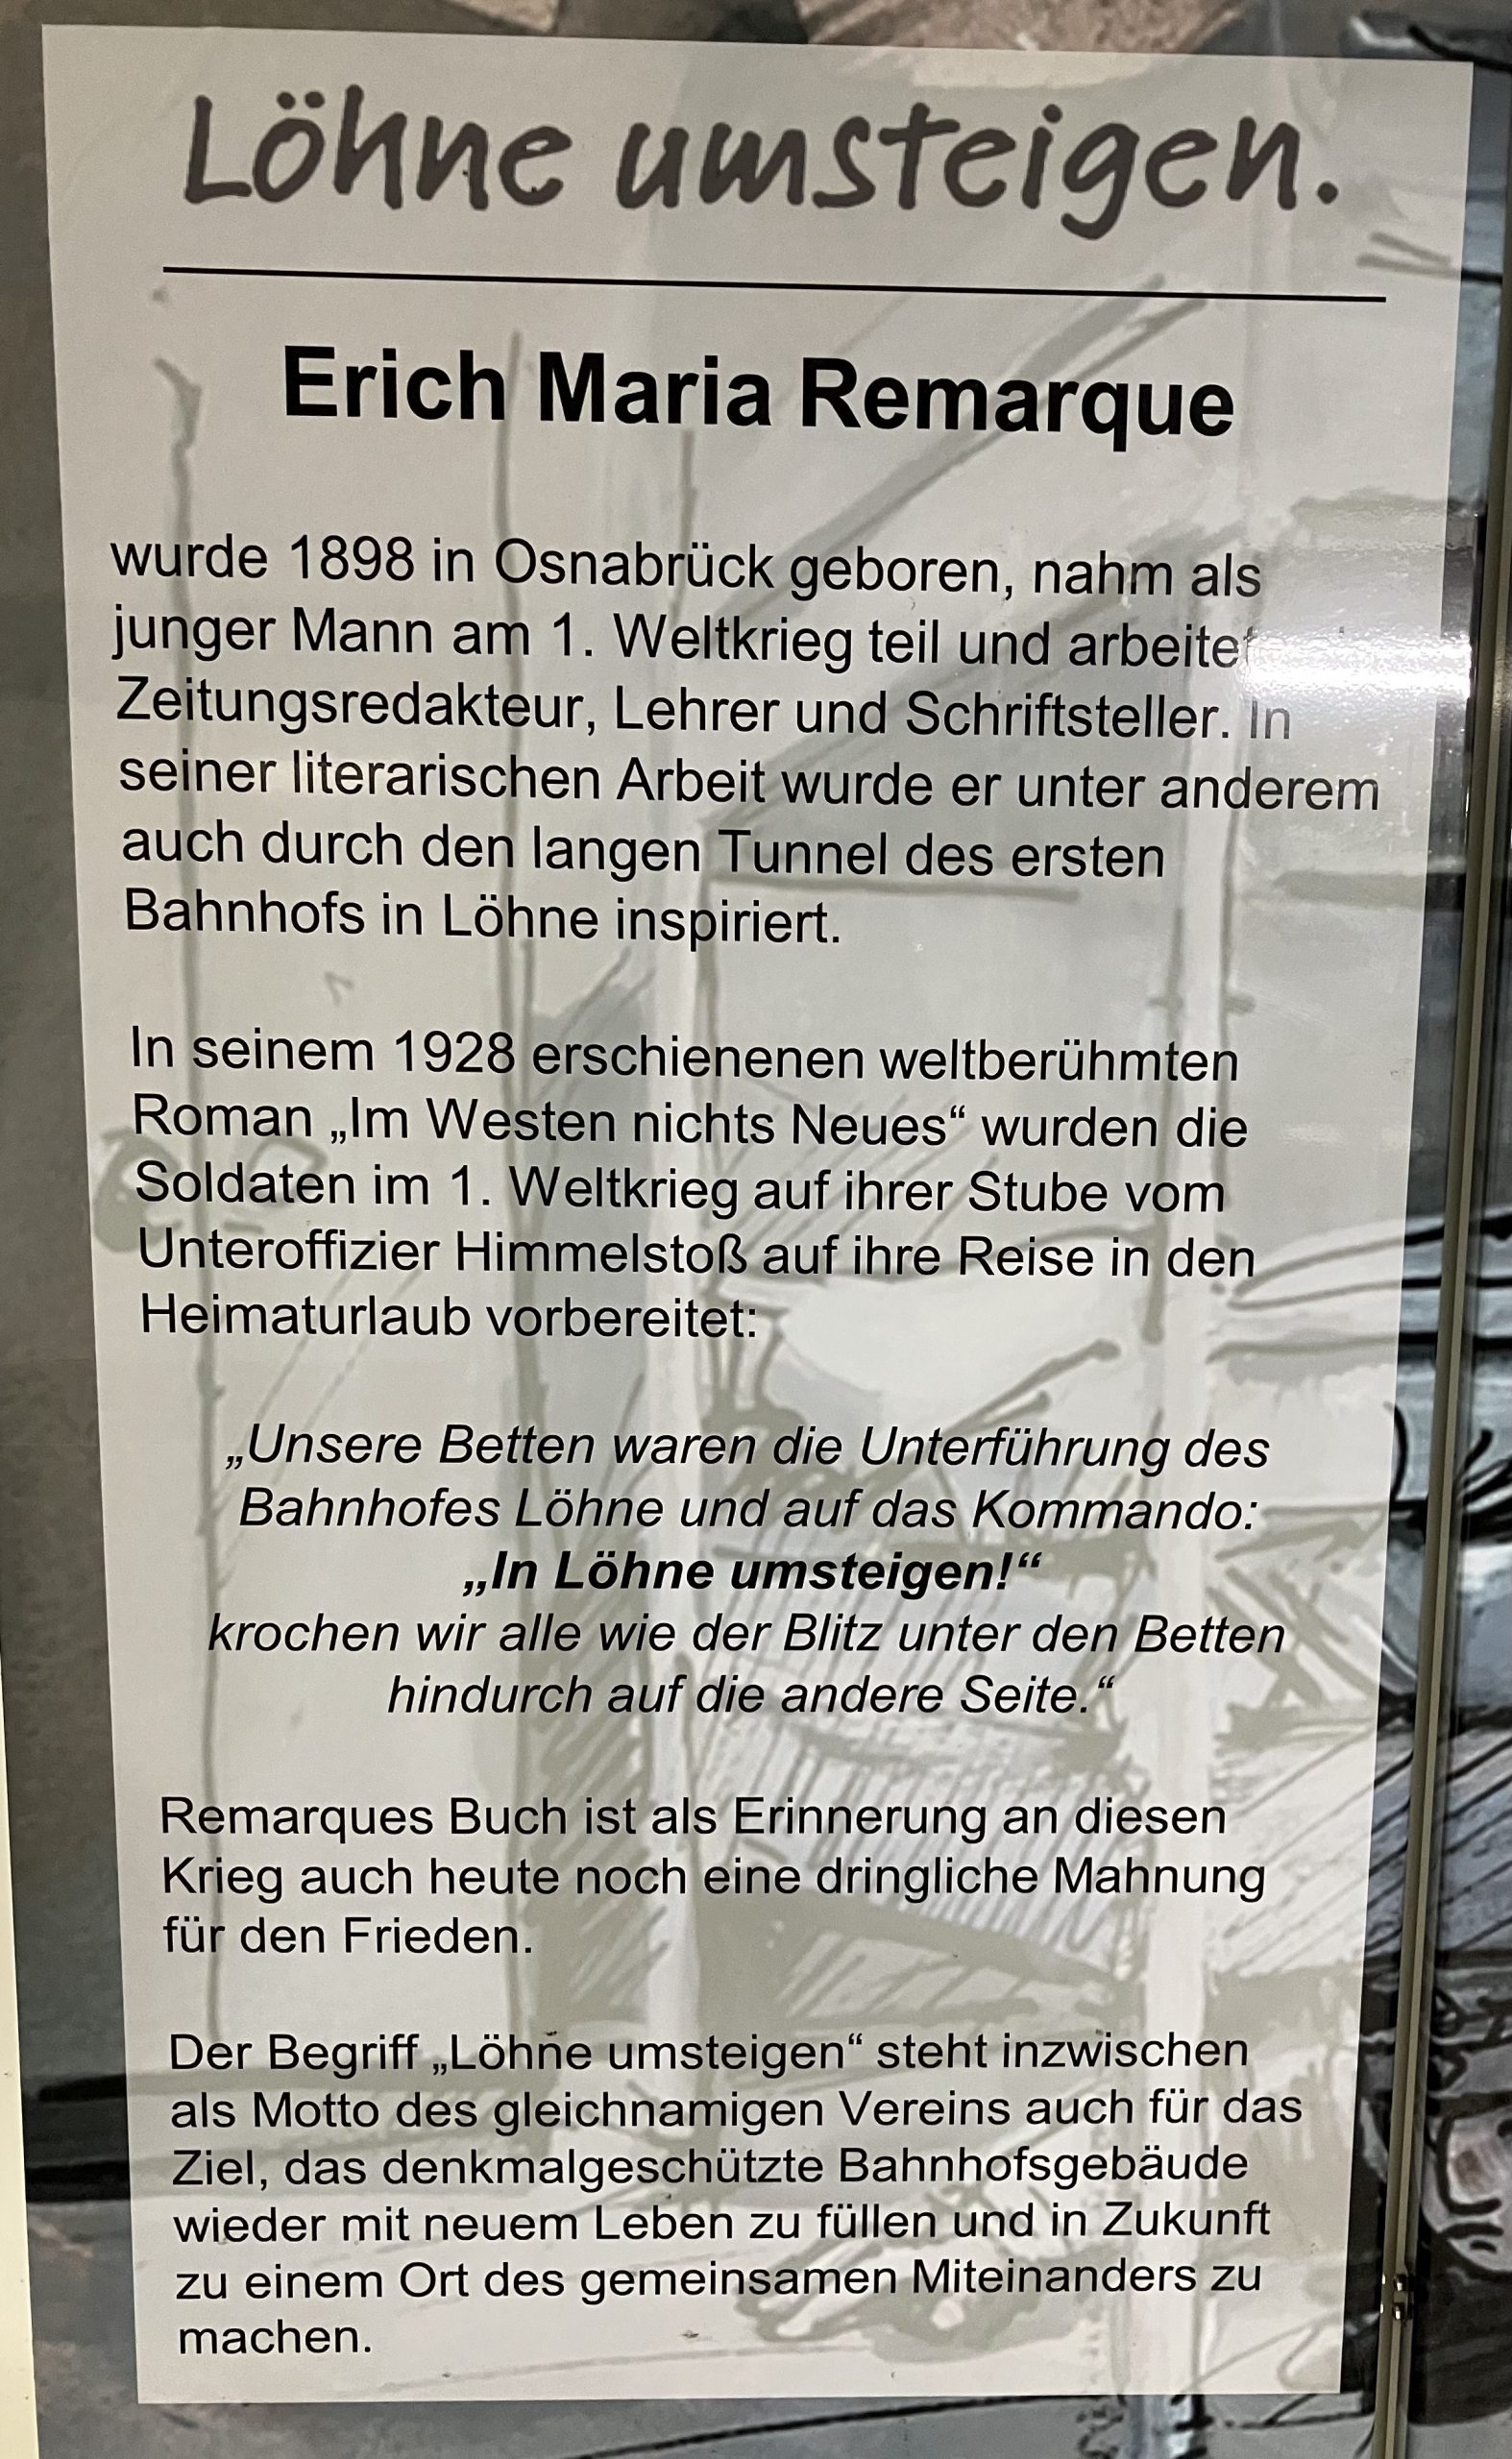 Löhne umsteigen.
Erich Maria Remarque
wurde 1898 in Osnabrück geboren, nahm als
junger Mann am 1. Weltkrieg teil und
Zeitungsredakteur, Lehrer und Schriftsteller. In
seiner literarischen Arbeit wurde er unter anderem
auch durch den langen Tunnel des ersten
Bahnhofs in Löhne inspiriert.
In seinem 1928 erschienenen weltberühmten
Roman „Im Westen nichts Neues“ wurden die
Soldaten im 1. Weltkrieg auf ihrer Stube vom
Unteroffizier Himmelstoß auf ihre Reise in den
Heimaturlaub vorbereitet:
„Unsere Betten waren die Unterführung des
Bahnhofes Löhne und auf das Kommando:
„In Löhne umsteigen!“
krochen wir alle wie der Blitz unter den Betten
hindurch auf die andere Seite.“
Remarques Buch ist als Erinnerung an diesen
Krieg auch heute noch eine dringliche Mahnung
für den Frieden.
Der Begriff „Löhne umsteigen“ steht inzwischen
als Motto des gleichnamigen Vereins auch für das
Ziel, das denkmalgeschützte Bahnhofsgebäude
wieder mit neuem Leben zu füllen und in Zukunft
zu einem Ort des gemeinsamen Miteinanders zu
machen.